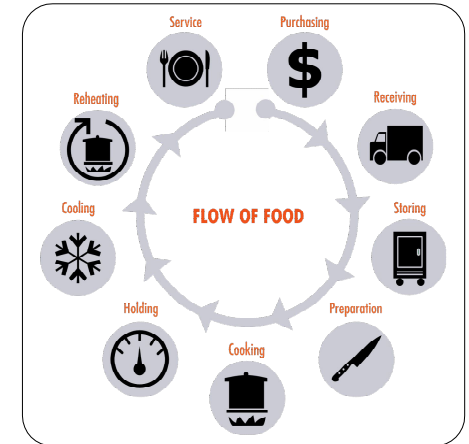 Service
Purchasing
$
Reheating
Receiving
Cooling
FLOW OF FOOD
Storing
Holding
Preparation
Cooking